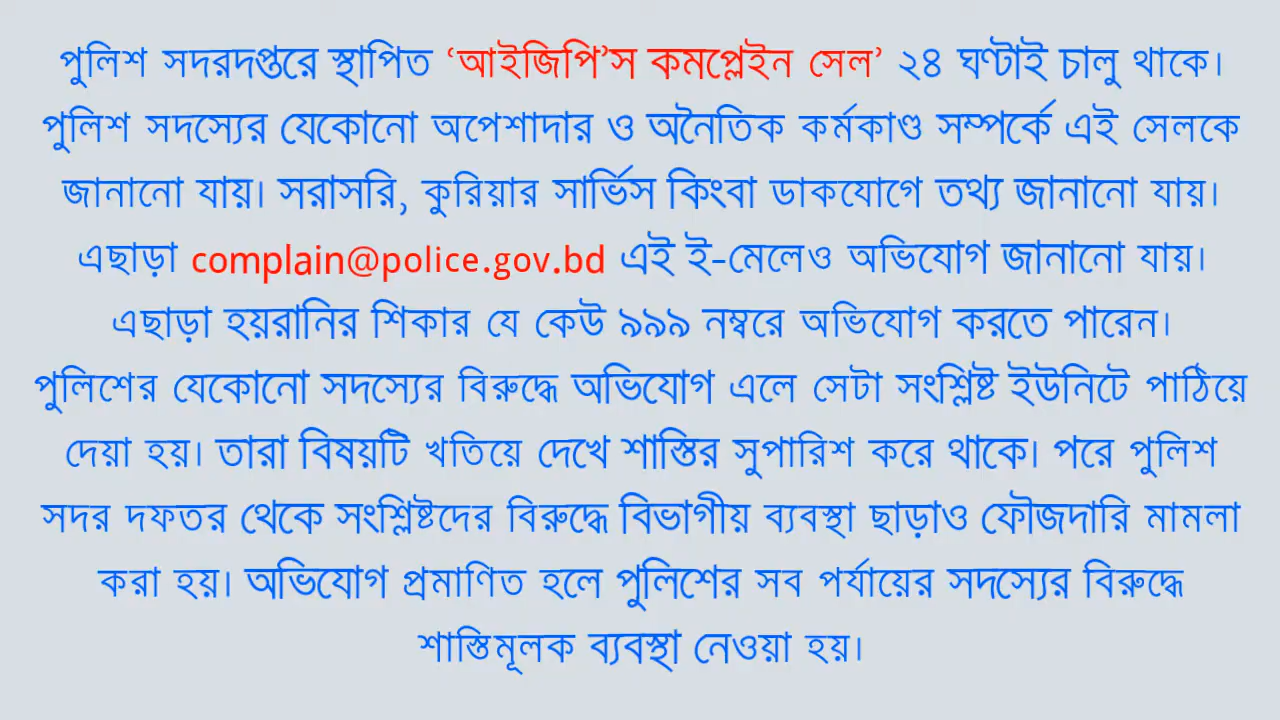 পুলিশ সদরদপ্তরে স্থাপিত ‘আইজিপি’স কমপ্লেইন সেল’ ২৪ ঘণ্টাই চালু থাকে।
পুলিশ সদস্যের যেকোনো অপেশাদার ও অনৈতিক কর্মকাণ্ড সম্পর্কে এই সেলকে
জানানো যায়। সরাসরি, কুরিয়ার সার্ভিস কিংবা ডাকযোগে তথ্য জানানো যায়।
এছাড়া complain@police.gov.bd এই ই-মেলেও অভিযোগ জানানো যায়।
এছাড়া হয়রানির শিকার যে কেউ ৯৯৯ নম্বরে অভিযোগ করতে পারেন।
পুলিশের যেকোনো সদস্যের বিরুদ্ধে অভিযোগ এলে সেটা সংশ্লিষ্ট ইউনিটে পাঠিয়ে
দেয়া হয়। তারা বিষয়টি খতিয়ে দেখে শাস্তির সুপারিশ করে থাকে। পরে পুলিশ
সদর দফতর থেকে সংশ্লিষ্টদের বিরুদ্ধে বিভাগীয় ব্যবস্থা ছাড়াও ফৌজদারি মামলা
করা হয়। অভিযোগ প্রমাণিত হলে পুলিশের সব পর্যায়ের সদস্যের বিরুদ্ধে
শাস্তিমূলক ব্যবস্থা নেওয়া হয়।